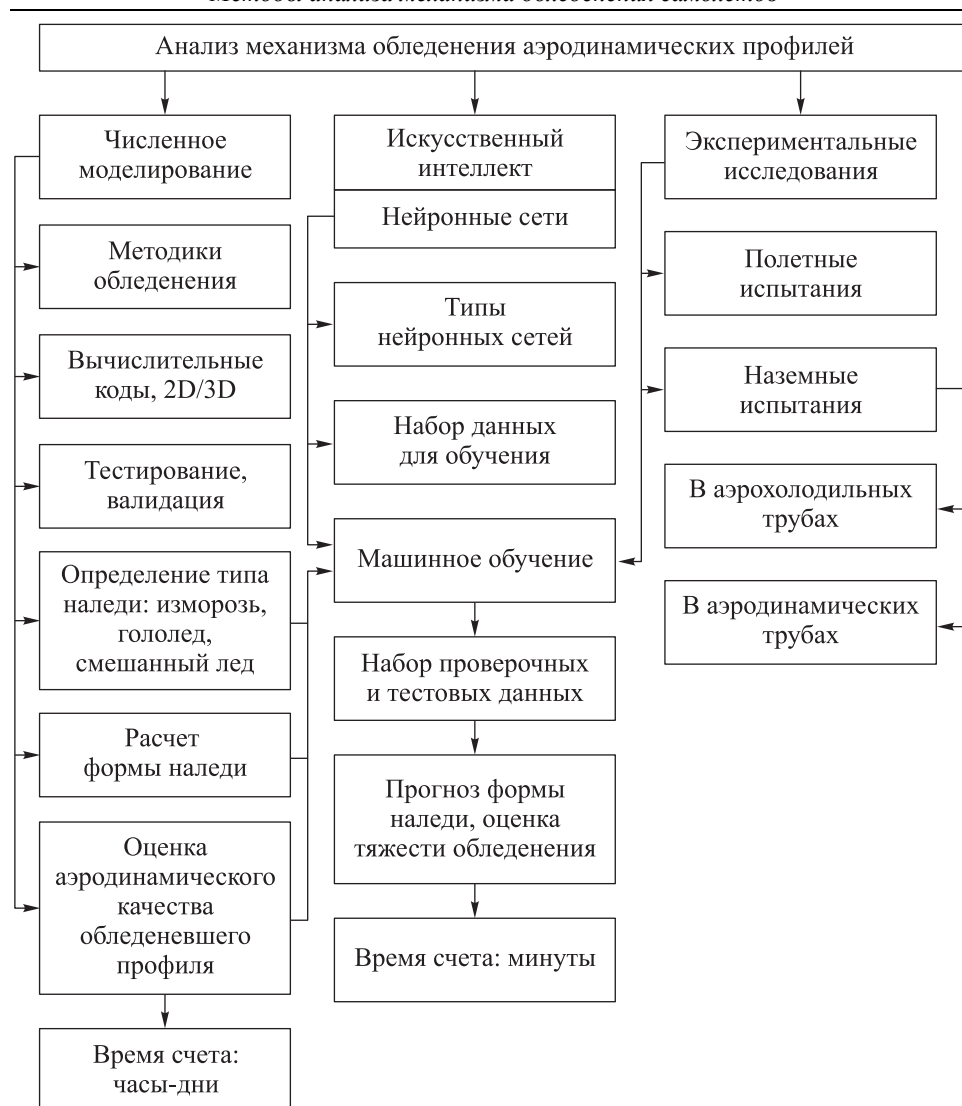 Анализ механизма обледенения аэродинамических профилей
Численное
моделирование
Методики
обледенения
Вычислительные
коды, 2D/3D
Тестирование,
валидация
Определение типа
наледи: изморозь,
гололед,
смешанный лед
Расчет
формы наледи
Оценка
аэродинамического
качества
обледеневшего
профиля
Время счета:
часы-дни
Искусственный
интеллект
Нейронные сети
Типы
нейронных сетей
Набор данных
для обучения
Машинное обучение
Набор проверочных
и тестовых данных
Прогноз формы
наледи, оценка
тяжести обледенения
Время счета: минуты
Экспериментальные
исследования
Полетные
испытания
Наземные
испытания
В аэрохолодильных
трубах
В аэродинамических
трубах